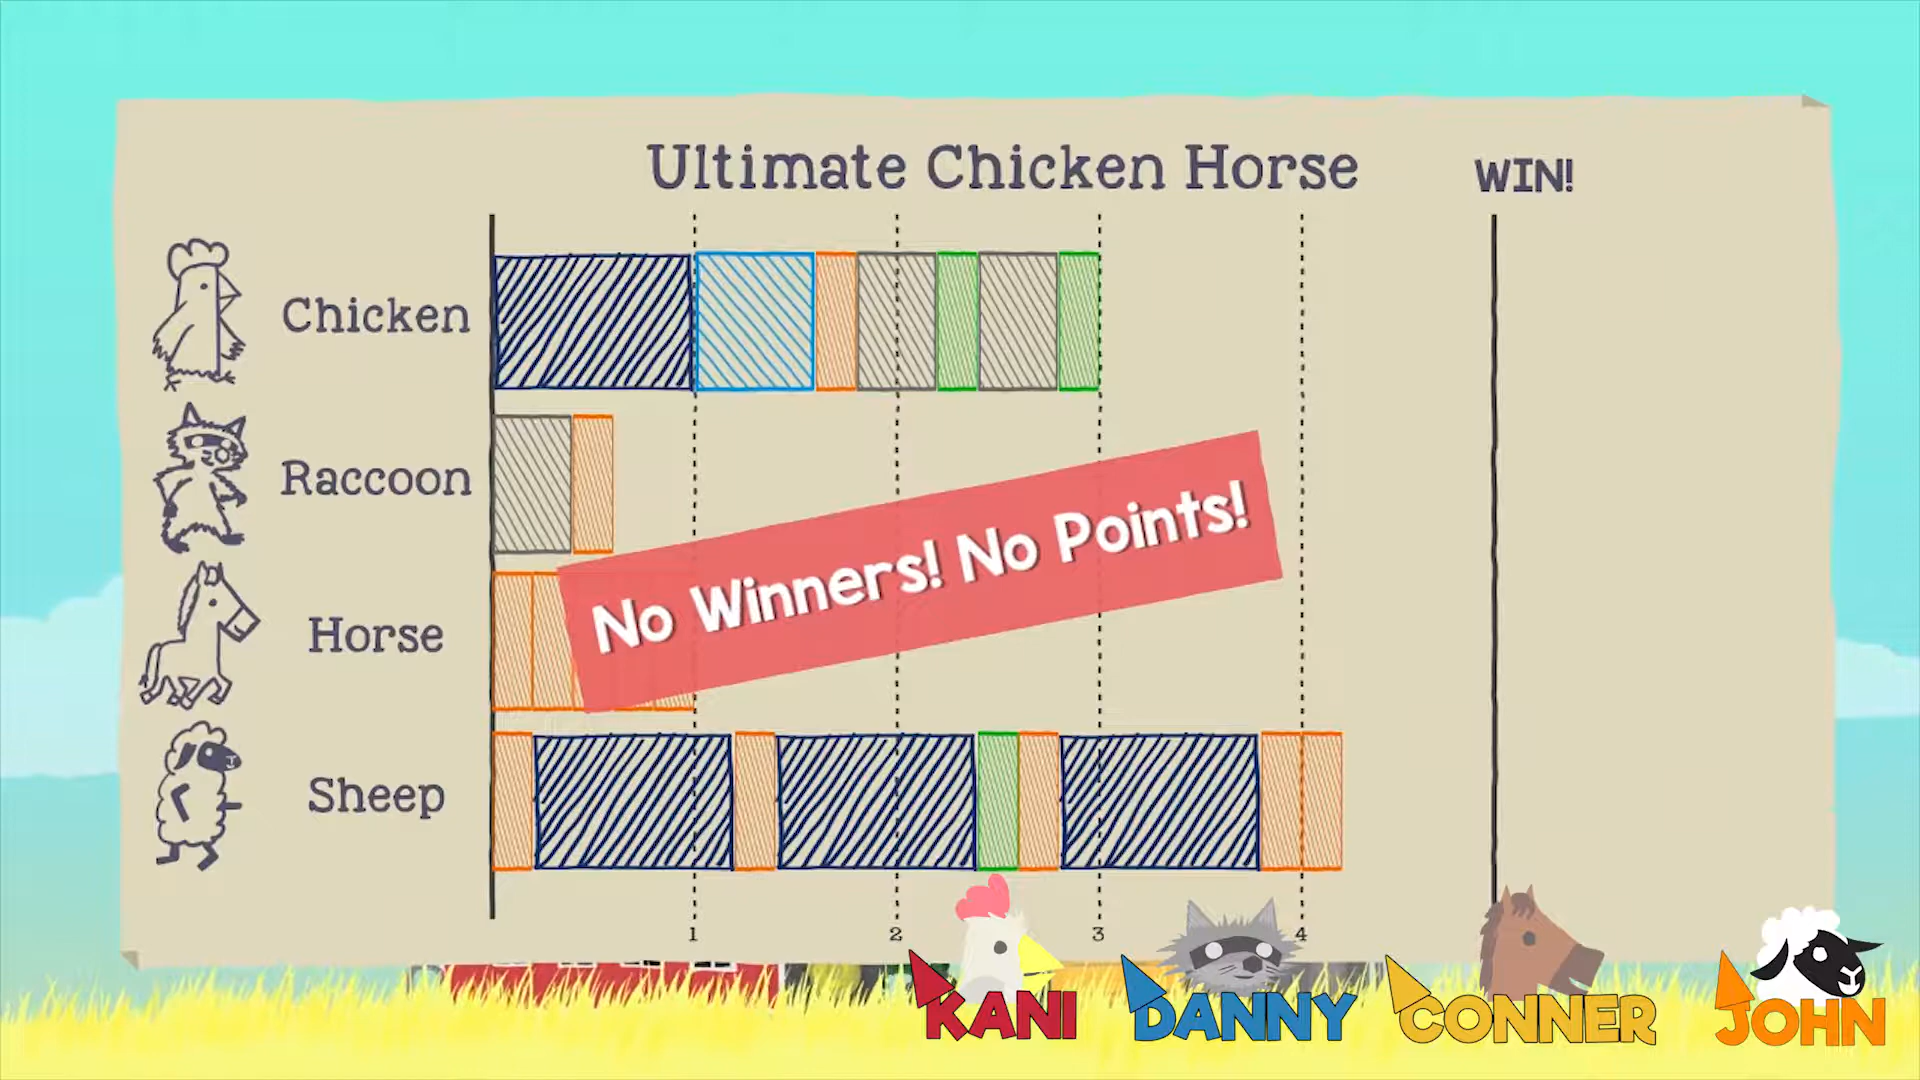 Ultimate Chicken Horse
WIN!
Chicken
Raccoon
Horse
Sheep
No Winners! No Points!
1 2 3 4
KANI
DANNY
CONNER
JOHN